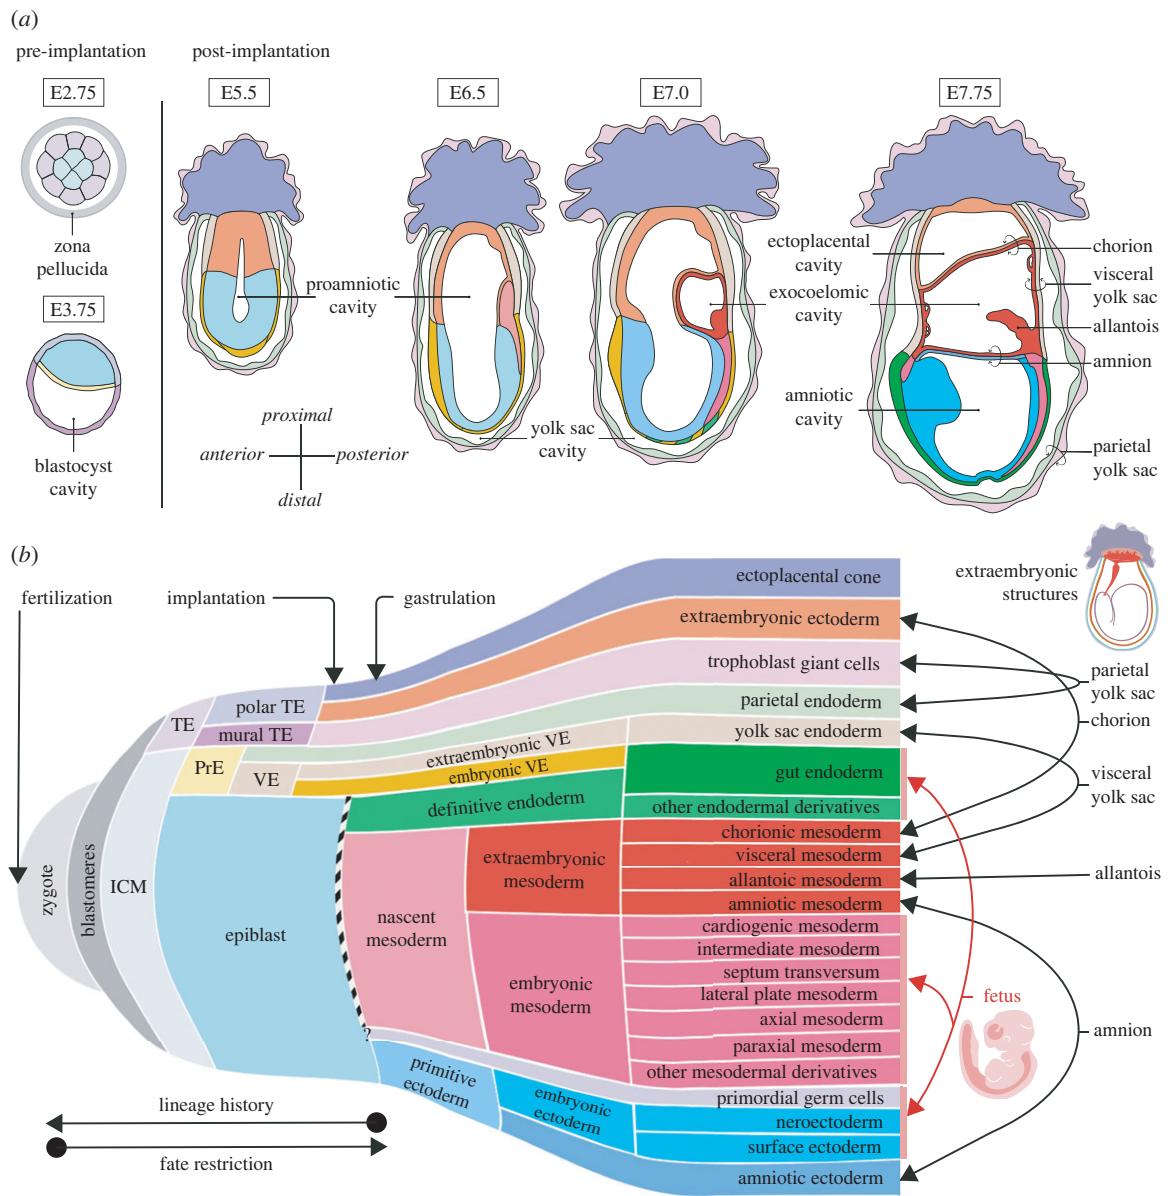 (a)
pre-implantation
post-implantation
E2.75
E5.5
E6.5
E7.0
E7.75
zona
pellucida
E3.75
blastocyst
cavity
proamniotic
cavity
proximal
anterior
posterior
distal
yolk sac
cavity
ectoplacental
cavity
exocoelomic
cavity
amniotic
cavity
chorion
visceral
yolk sac
allantois
amnion
parietal
yolk sac
(b)
fertilization
implantation
gastrulation
extraembryonic
structures
zygote
blastomeres
ICM
TE
polar TE
mural TE
PrE
VE
extraembryonic VE
embryonic VE
epiblast
definitive endoderm
nascent
mesoderm
extraembryonic
mesoderm
embryonic
mesoderm
?
primitive
ectoderm
embryonic
ectoderm
ectoplacental cone
extraembryonic ectoderm
trophoblast giant cells
parietal endoderm
yolk sac endoderm
gut endoderm
other endodermal derivatives
chorionic mesoderm
visceral mesoderm
allantoic mesoderm
amniotic mesoderm
cardiogenic mesoderm
intermediate mesoderm
septum transversum
lateral plate mesoderm
axial mesoderm
paraxial mesoderm
other mesodermal derivatives
primordial germ cells
neroectoderm
surface ectoderm
amniotic ectoderm
parietal
yolk sac
chorion
visceral
yolk sac
allantois
fetus
amnion
lineage history
fate restriction